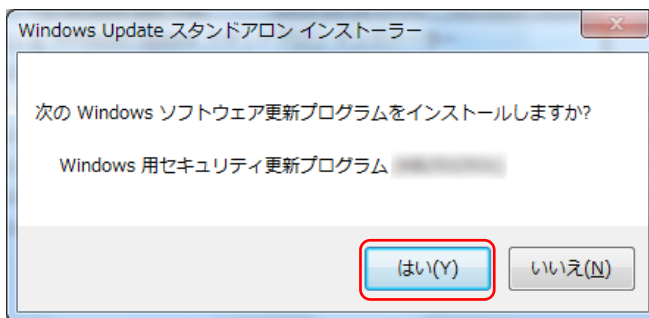 Windows Update スタンドアロン インストーラー
次の Windows ソフトウェア更新プログラムをインストールしますか?
Windows 用セキュリティ更新プログラム
はい(Y)
いいえ(N)